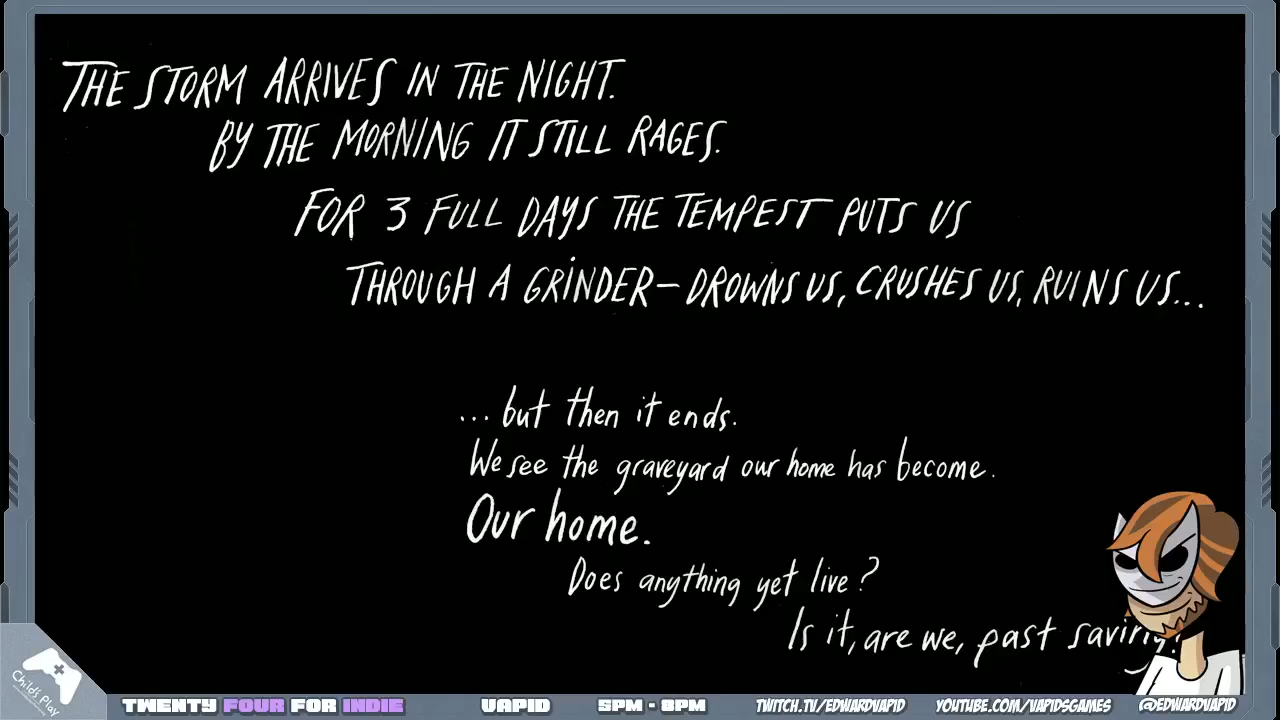 THE STORM ARRIVES IN THE NIGHT.
BY THE MORNING IT STILL RAGES.
FOR 3 FULL DAYS THE TEMPEST PUTS US
THROUGH A GRINDER—DROWNS US, CRUSHES US, RUINS US...
...but then it ends.
We see the graveyard our home has become.
Our home.
Does anything yet live?
Is it, are we, past saving?
Child's Play
TWENTY FOUR FOR INDIE
VAPID
5PM - 8PM
TWITCH.TV/EDWARDVAPID
YOUTUBE.COM/VAPIDSGAMES
@EDWARDVAPID